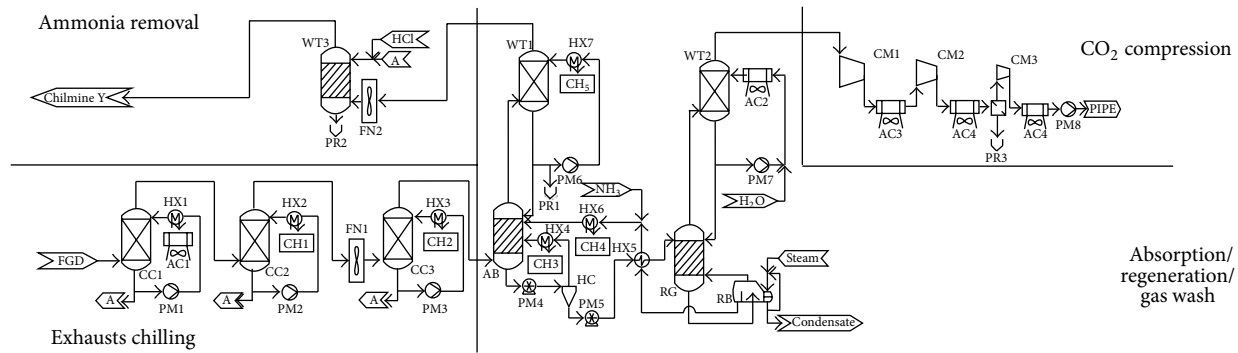 Ammonia removal
WT3
HCl
A
Chilmine Y
FN2
PR2
WT1
HX7
CH5
PM6
PR1
WT2
AC2
PM7
H2O
NH3
CO2 compression
CM1
CM2
CM3
AC3
AC4
AC4
PM8
PIPE
PR3
FGD
HX1
AC1
CC1
A
PM1
HX2
CH1
CC2
A
PM2
FN1
HX3
CH2
CC3
A
PM3
Exhausts chilling
AB
HX4
CH3
HX6
CH4
HX5
HC
PM4
PM5
RG
RB
Steam
Condensate
Absorption/
regeneration/
gas wash